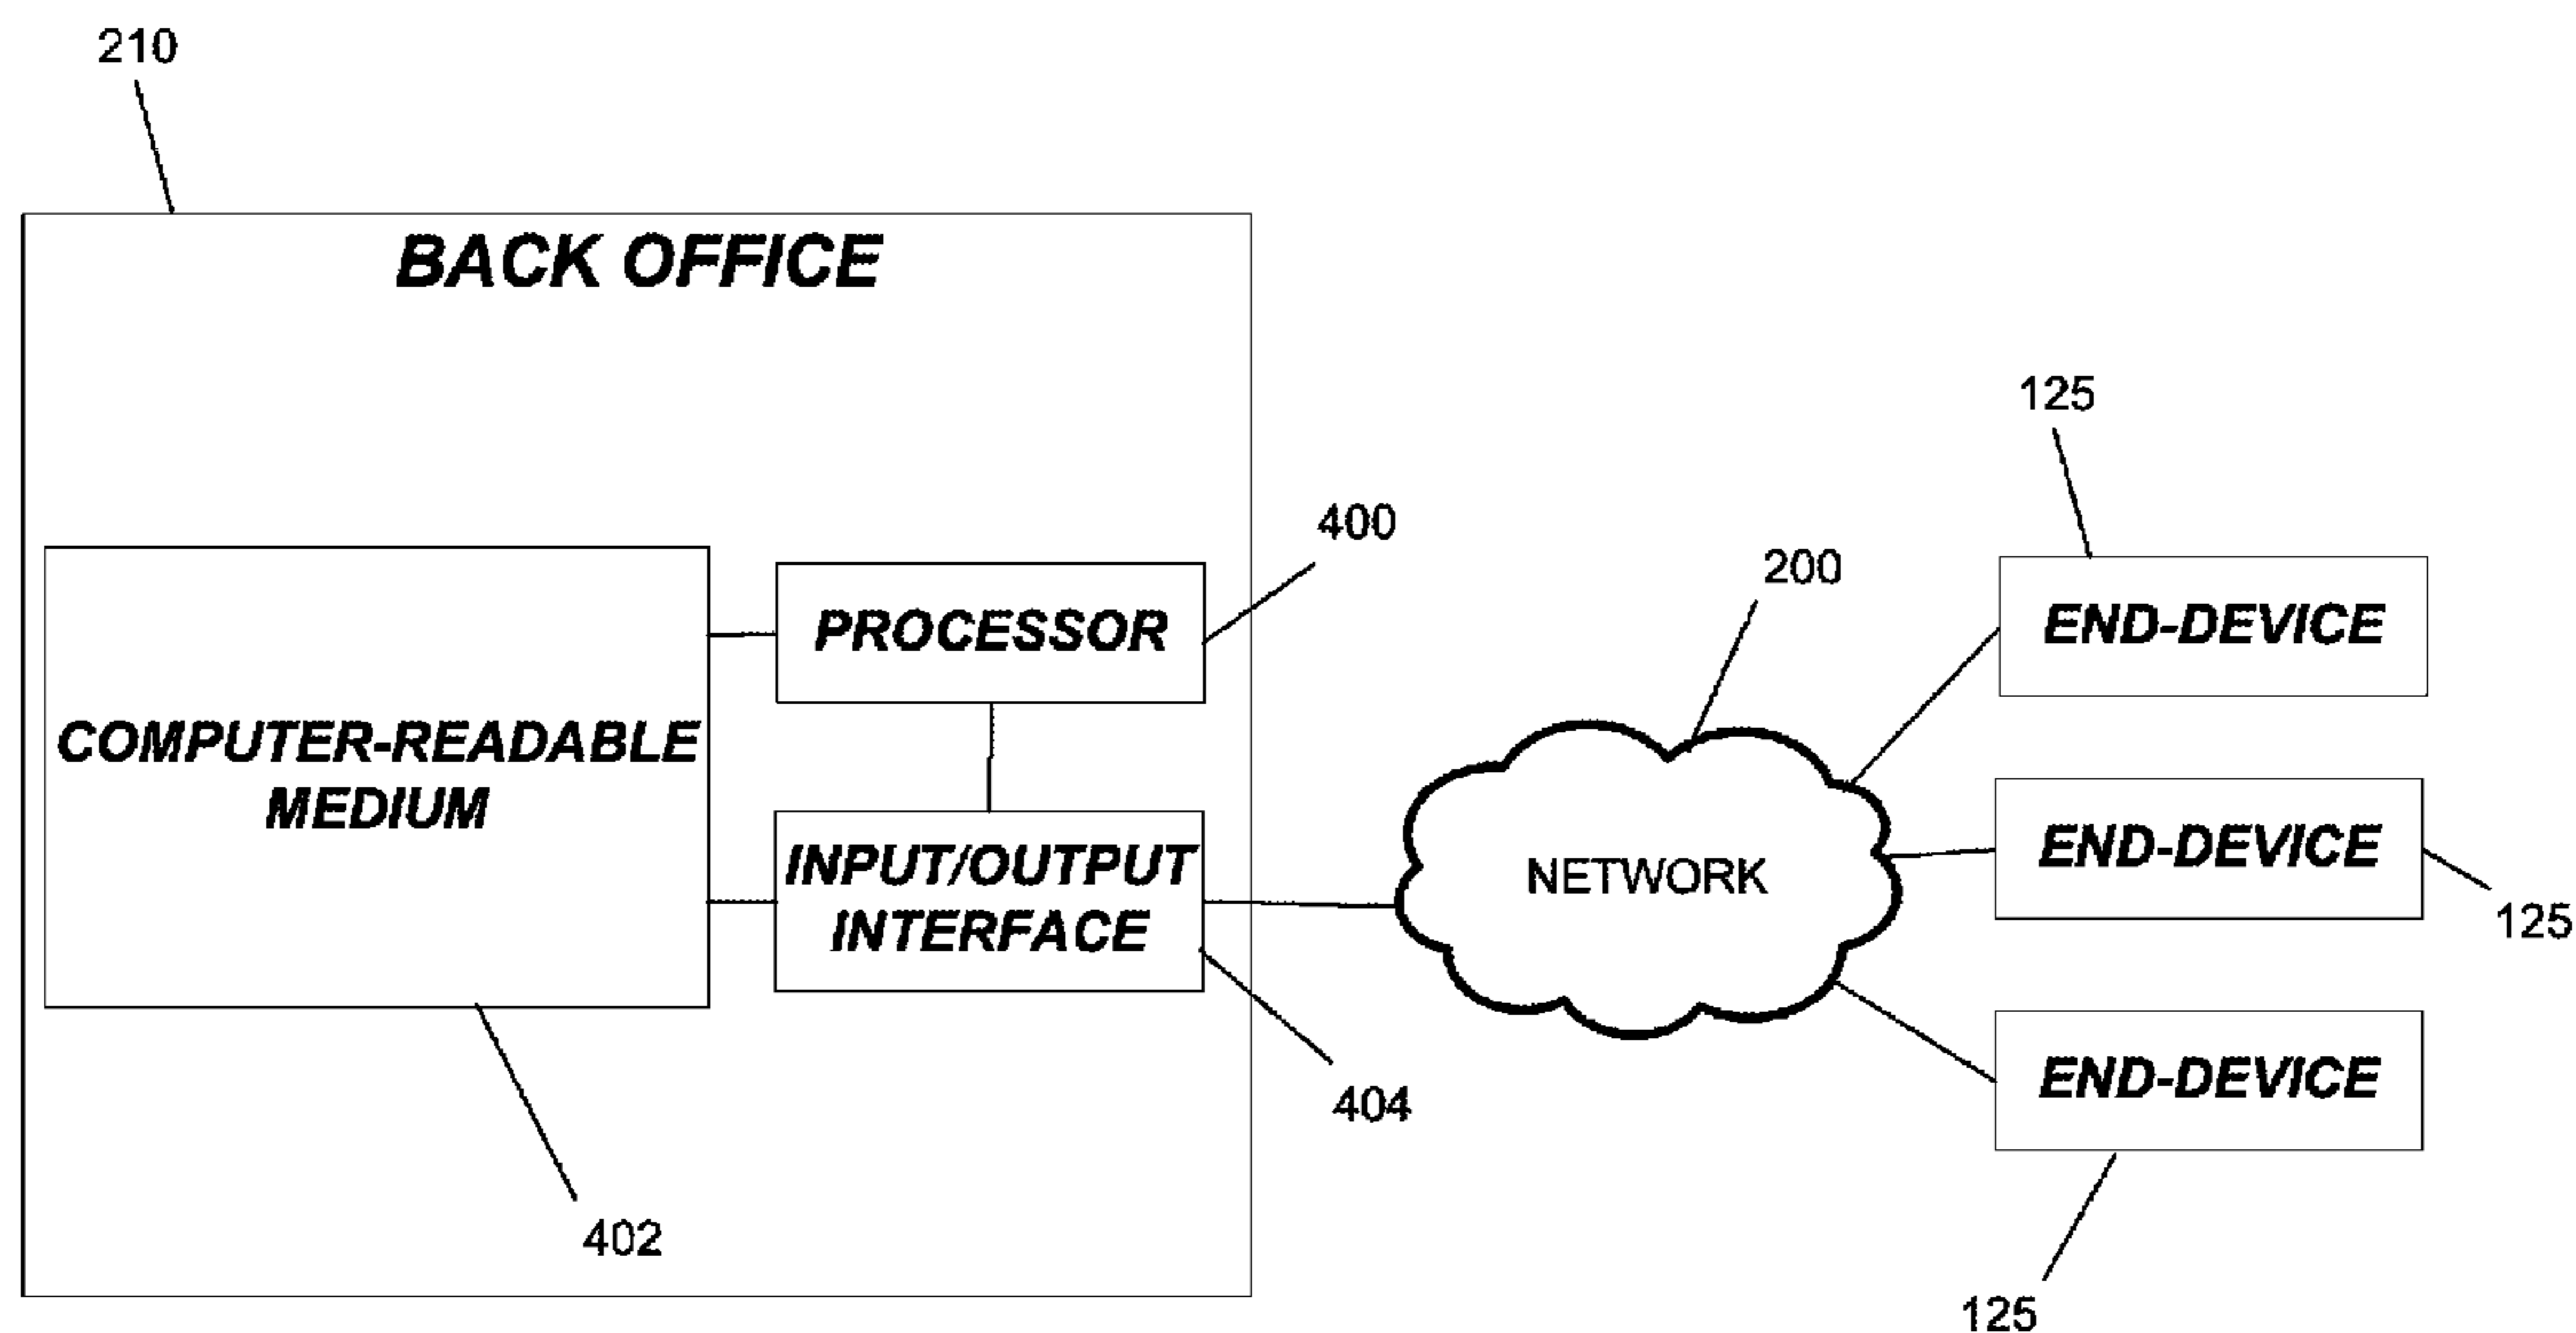 210
BACK OFFICE
125
400
200
PROCESSOR
END-DEVICE
COMPUTER-READABLE
MEDIUM
INPUT/OUTPUT
INTERFACE
NETWORK
END-DEVICE
125
END-DEVICE
404
402
125